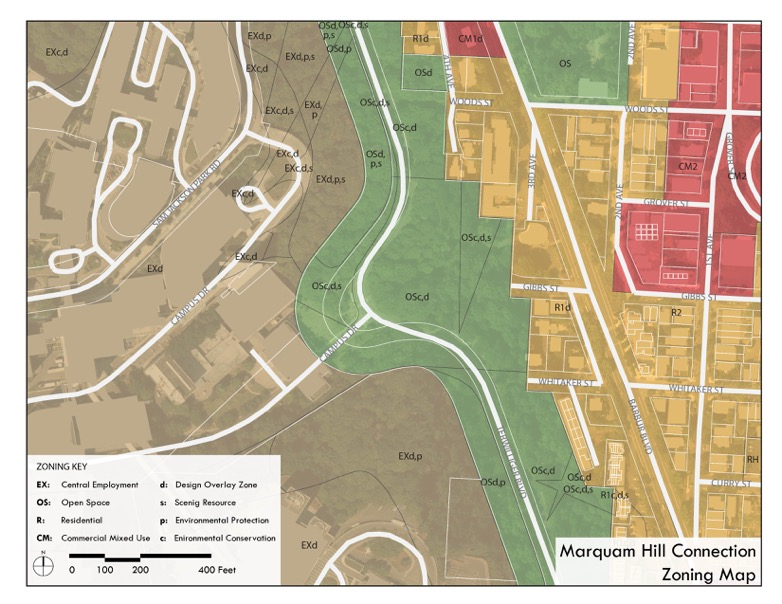 EXc,d
EXd,p
EXc,d
EXd,p,s
EXc,d,s
EXd,
p
OSd,
p,s
OSc,d,s
OSd,p
OSc,d,s
OSc,d
OSd,
p,s
R1d
CM1d
OSd
OS
2ND AVE
WOODS ST
WOODS ST
EXc,d
EXc,d,s
EXd,p,s
EXc,d
SAM JACKSON PARK RD
3RD AVE
2ND AVE
CM2
CM2
GROVER ST
1ST AVE
EXc,d
EXd
OSc,d,s
OSc,d,s
OSc,d
GIBBS ST
GIBBS ST
R1d
R2
CAMPUS DR
CAMPUS DR
WHITAKER ST
WHITAKER ST
BARBUR BLVD
TERWILLIGER BLVD
EXd,p
OSd,p
OSc,d
OSc,d
OSc,d,s
R1c,d,s
RH
CURRY ST
EXd
ZONING KEY
EX: Central Employment
OS: Open Space
R: Residential
CM: Commercial Mixed Use
d: Design Overlay Zone
s: Scenig Resource
p: Environmental Protection
c: Enironmental Conservation
N
0 100 200 400 Feet
Marquam Hill Connection
Zoning Map